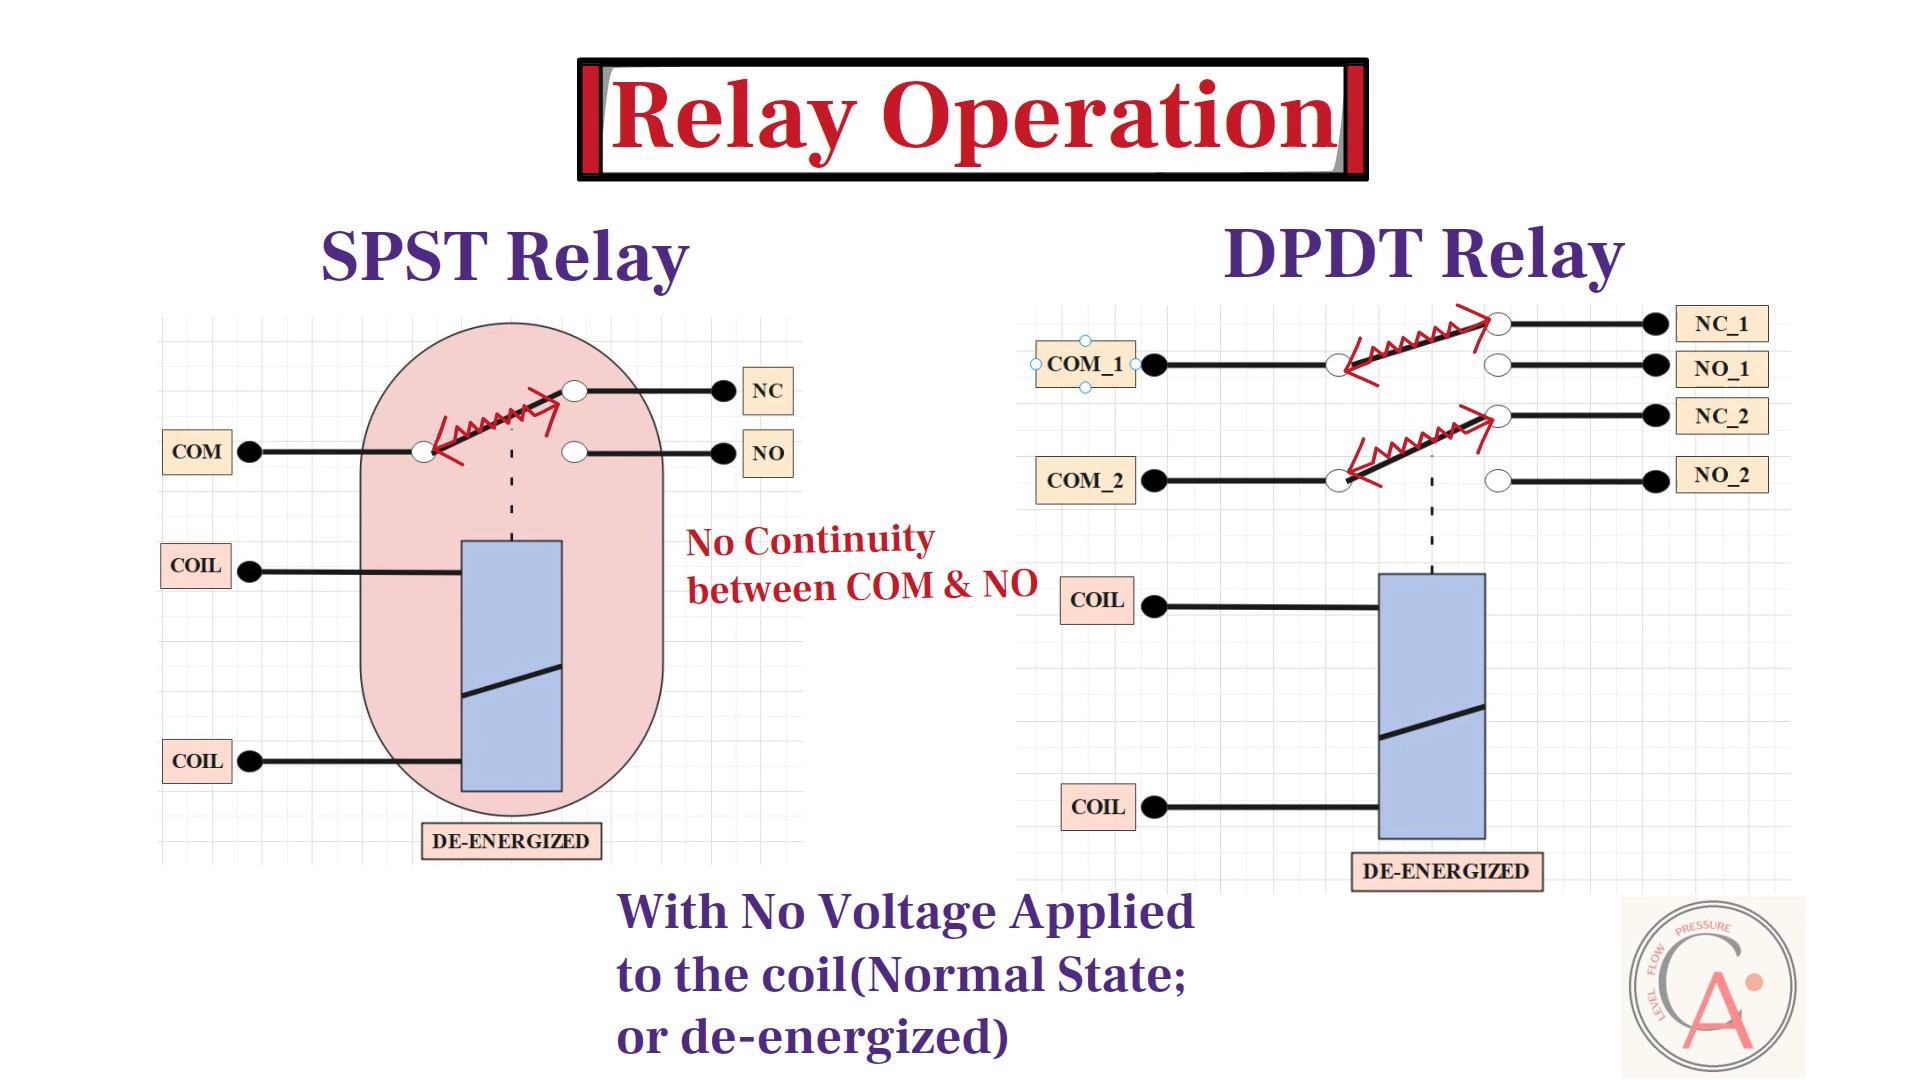 Relay Operation
SPST Relay
DPDT Relay
NC
COM
NO
COIL
COIL
DE-ENERGIZED
No Continuity
between COM & NO
NC_1
COM_1
NO_1
NC_2
COM_2
NO_2
COIL
COIL
DE-ENERGIZED
With No Voltage Applied
to the coil(Normal State;
or de-energized)
LEVEL FLOW PRESSURE
CA